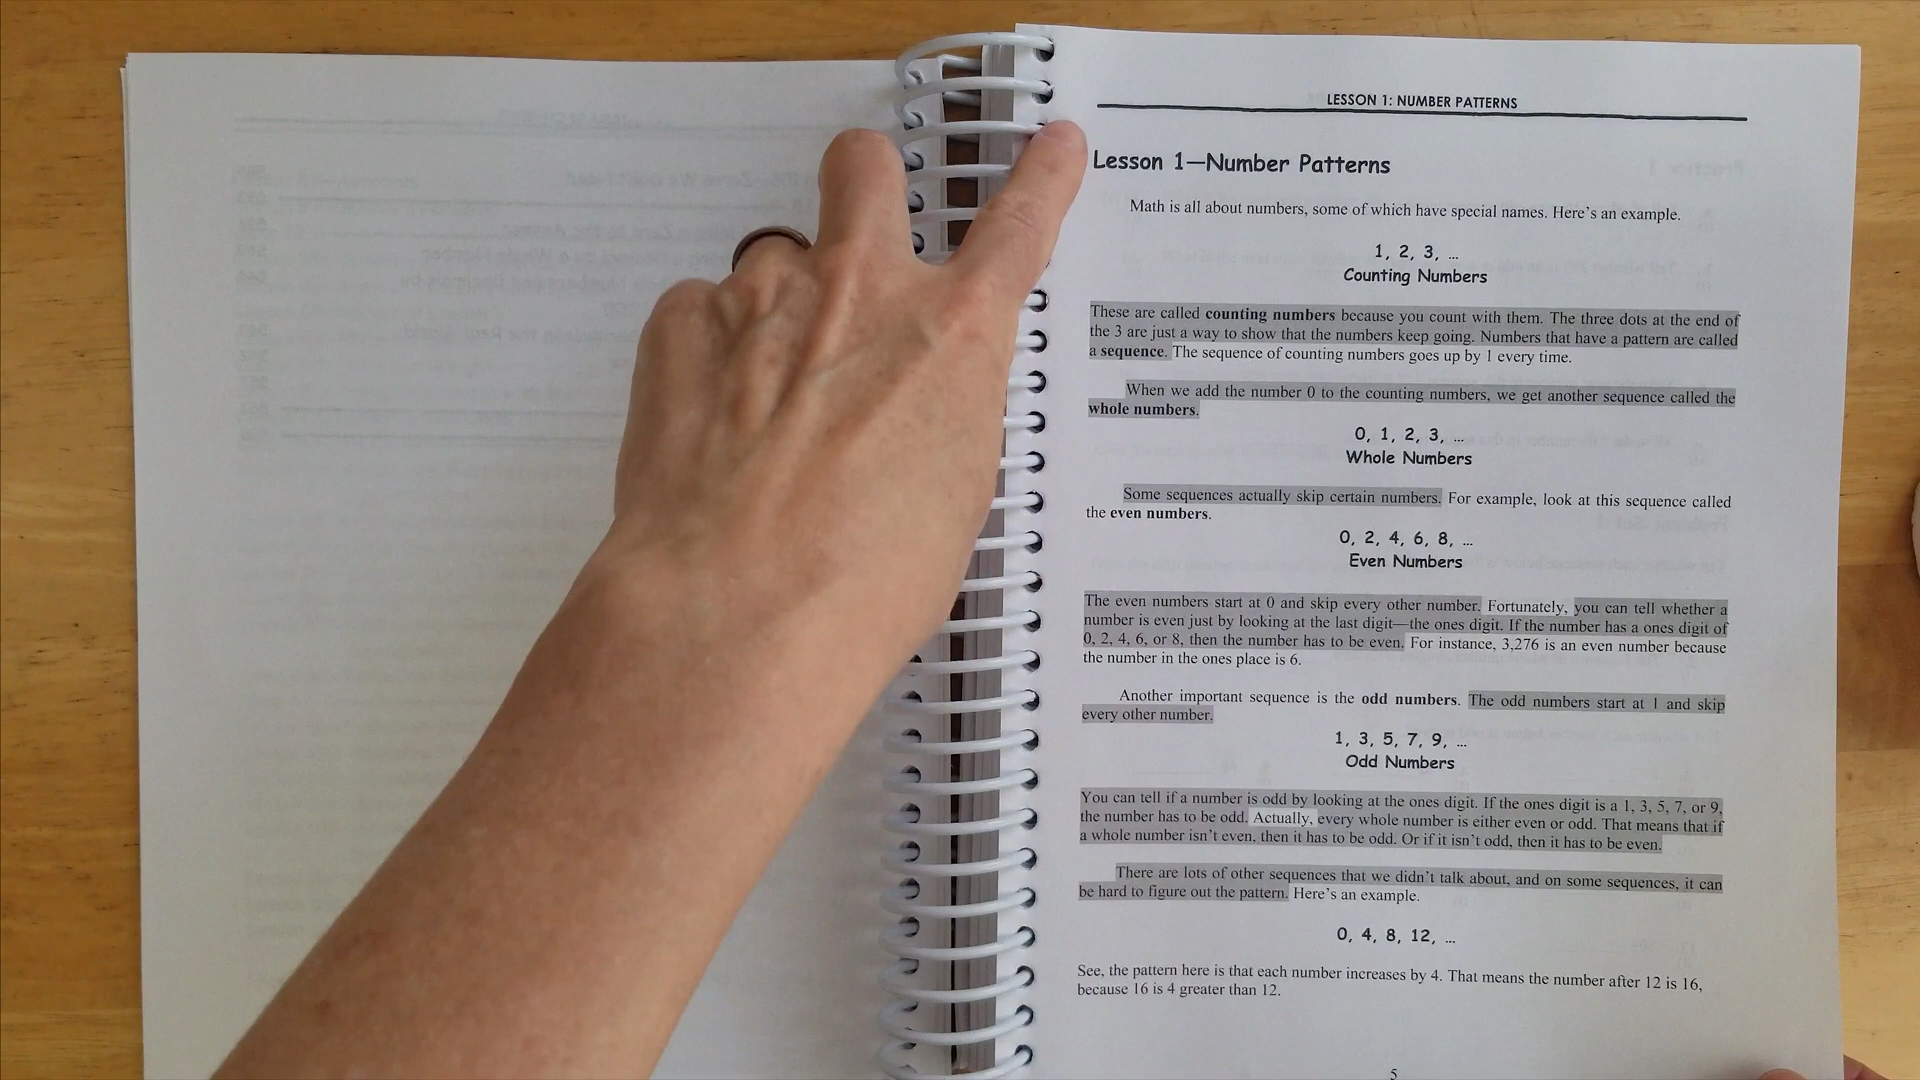 LESSON 1: NUMBER PATTERNS
Lesson 1—Number Patterns
Math is all about numbers, some of which have special names. Here's an example.
1, 2, 3, ...
Counting Numbers
These are called counting numbers because you count with them. The three dots at the end of
the 3 are just a way to show that the numbers keep going. Numbers that have a pattern are called
a sequence. The sequence of counting numbers goes up by 1 every time.
When we add the number 0 to the counting numbers, we get another sequence called the
whole numbers.
0, 1, 2, 3, ...
Whole Numbers
Some sequences actually skip certain numbers. For example, look at this sequence called
the even numbers.
0, 2, 4, 6, 8, ...
Even Numbers
The even numbers start at 0 and skip every other number. Fortunately, you can tell whether a
number is even just by looking at the last digit—the ones digit. If the number has a ones digit of
0, 2, 4, 6, or 8, then the number has to be even. For instance, 3,276 is an even number because
the number in the ones place is 6.
Another important sequence is the odd numbers. The odd numbers start at 1 and skip
every other number.
1, 3, 5, 7, 9, ...
Odd Numbers
You can tell if a number is odd by looking at the ones digit. If the ones digit is a 1, 3, 5, 7, or 9,
the number has to be odd. Actually, every whole number is either even or odd. That means that if
a whole number isn't even, then it has to be odd. Or if it isn't odd, then it has to be even.
There are lots of other sequences that we didn't talk about, and on some sequences, it can
be hard to figure out the pattern. Here's an example.
0, 4, 8, 12, ...
See, the pattern here is that each number increases by 4. That means the number after 12 is 16,
because 16 is 4 greater than 12.
5